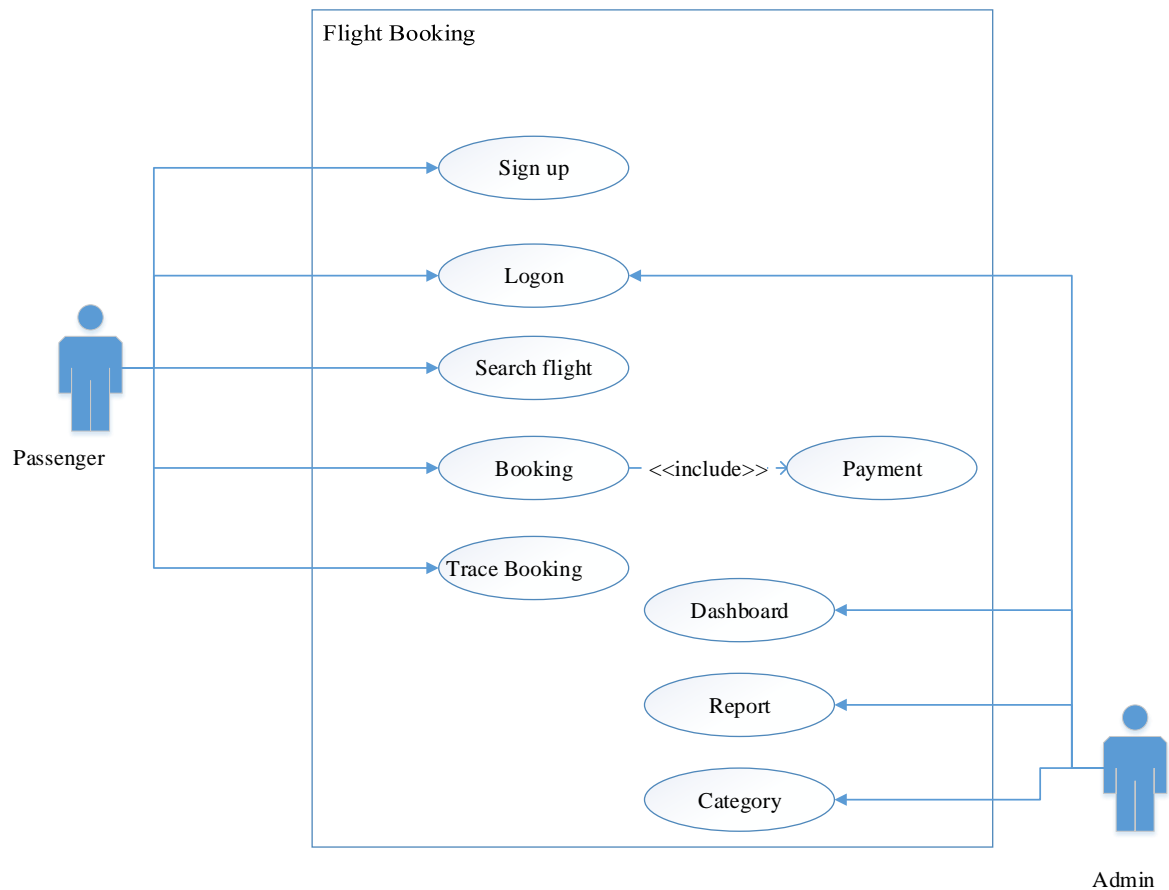 Flight Booking
Sign up
Logon
Search flight
Passenger
Booking
<<include>>
Payment
Trace Booking
Dashboard
Report
Category
Admin